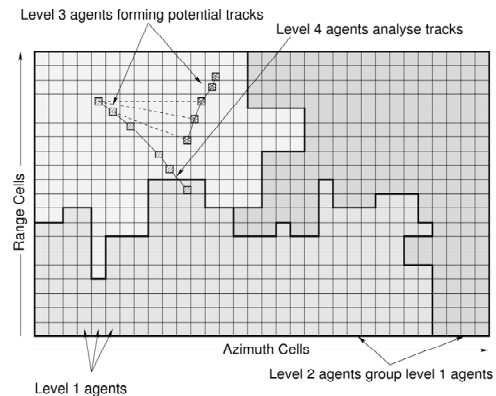 Level 3 agents forming potential tracks
Level 4 agents analyse tracks
Range Cells
Azimuth Cells
Level 1 agents
Level 2 agents group level 1 agents